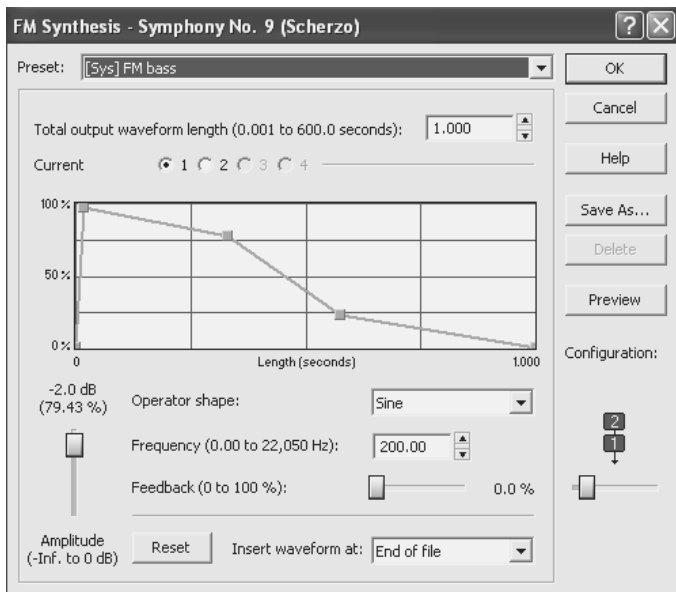 FM Synthesis - Symphony No. 9 (Scherzo)
Preset: [Sys] FM bass
OK
Cancel
Help
Save As...
Delete
Preview
Configuration:
2
1
Total output waveform length (0.001 to 600.0 seconds): 1.000
Current 1 2 3 4
100 %
50 %
0 %
0 Length (seconds) 1.000
-2.0 dB
(79.43 %)
Operator shape: Sine
Frequency (0.00 to 22,050 Hz): 200.00
Feedback (0 to 100 %): 0.0 %
Amplitude
(-Inf. to 0 dB)
Reset
Insert waveform at: End of file